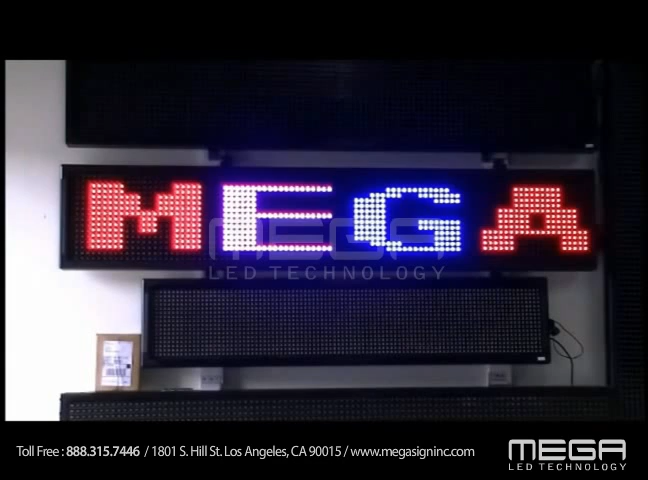 MEGA
MEGA
LED TECHNOLOGY
Toll Free : 888.315.7446 / 1801 S. Hill St. Los Angeles, CA 90015 / www.megasigninc.com
MEGA
LED TECHNOLOGY